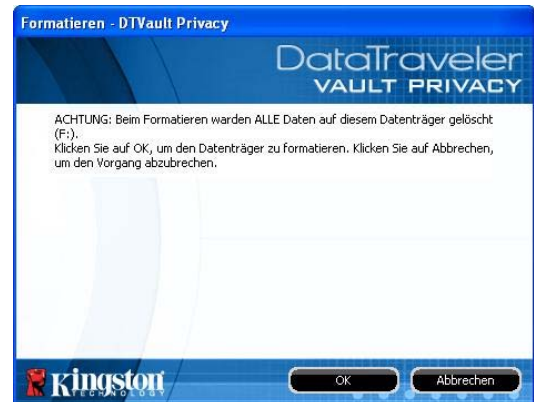 Formatieren - DTVault Privacy
DataTraveler
VAULT PRIVACY
ACHTUNG: Beim Formatieren warden ALLE Daten auf diesem Datenträger gelöscht
(F:).
Klicken Sie auf OK, um den Datenträger zu formatieren. Klicken Sie auf Abbrechen,
um den Vorgang abzubrechen.
Kingston
TECHNOLOGY
OK
Abbrechen